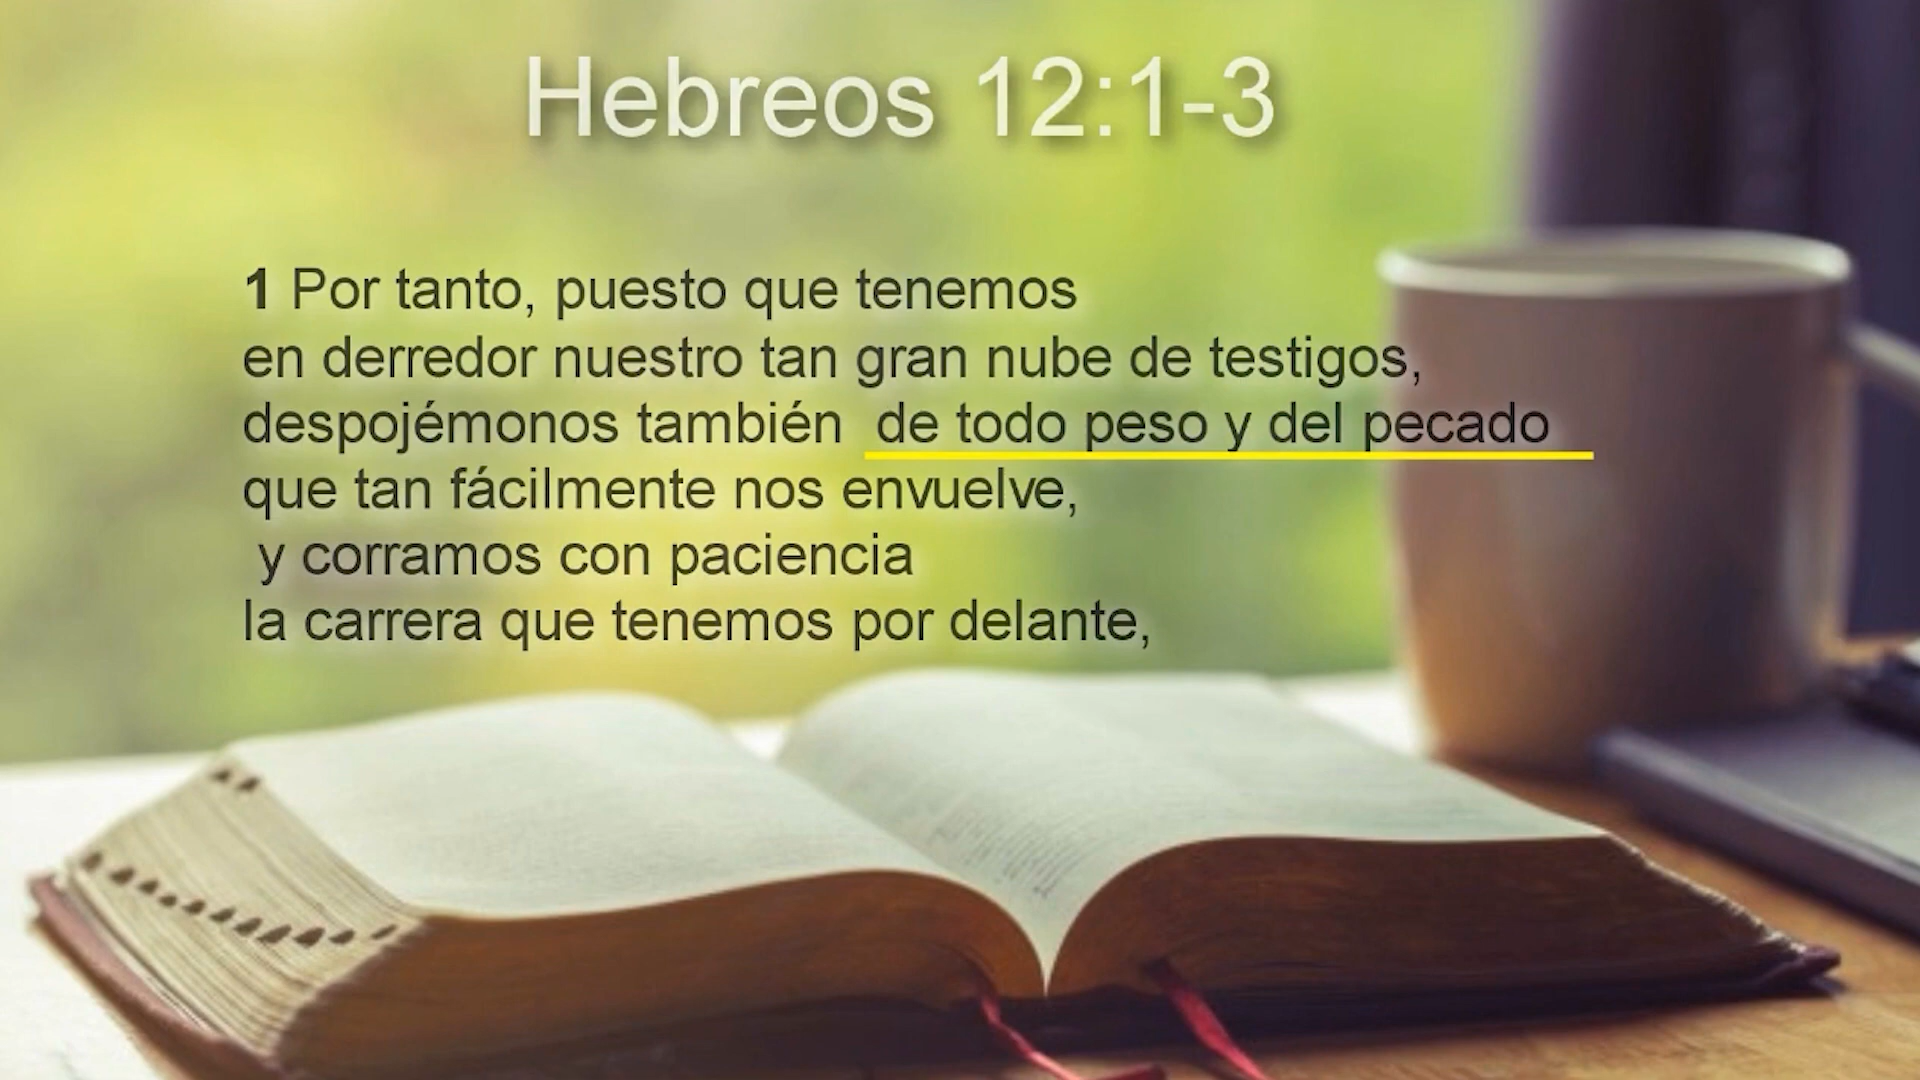 Hebreos 12:1-3
1 Por tanto, puesto que tenemos
en derredor nuestro tan gran nube de testigos,
despojémonos también de todo peso y del pecado
que tan fácilmente nos envuelve,
y corramos con paciencia
la carrera que tenemos por delante,